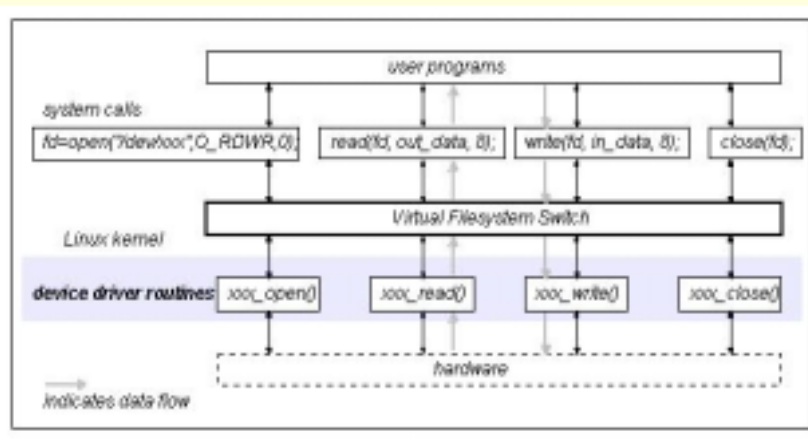 user programs
system calls
fd=open("/dev/xxx",O_RDWR,0);
read(fd, out_data, 8);
write(fd, in_data, 8);
close(fd);
Virtual Filesystem Switch
Linux kernel
device driver routines
xxx_open()
xxx_read()
xxx_write()
xxx_close()
hardware
indicates data flow